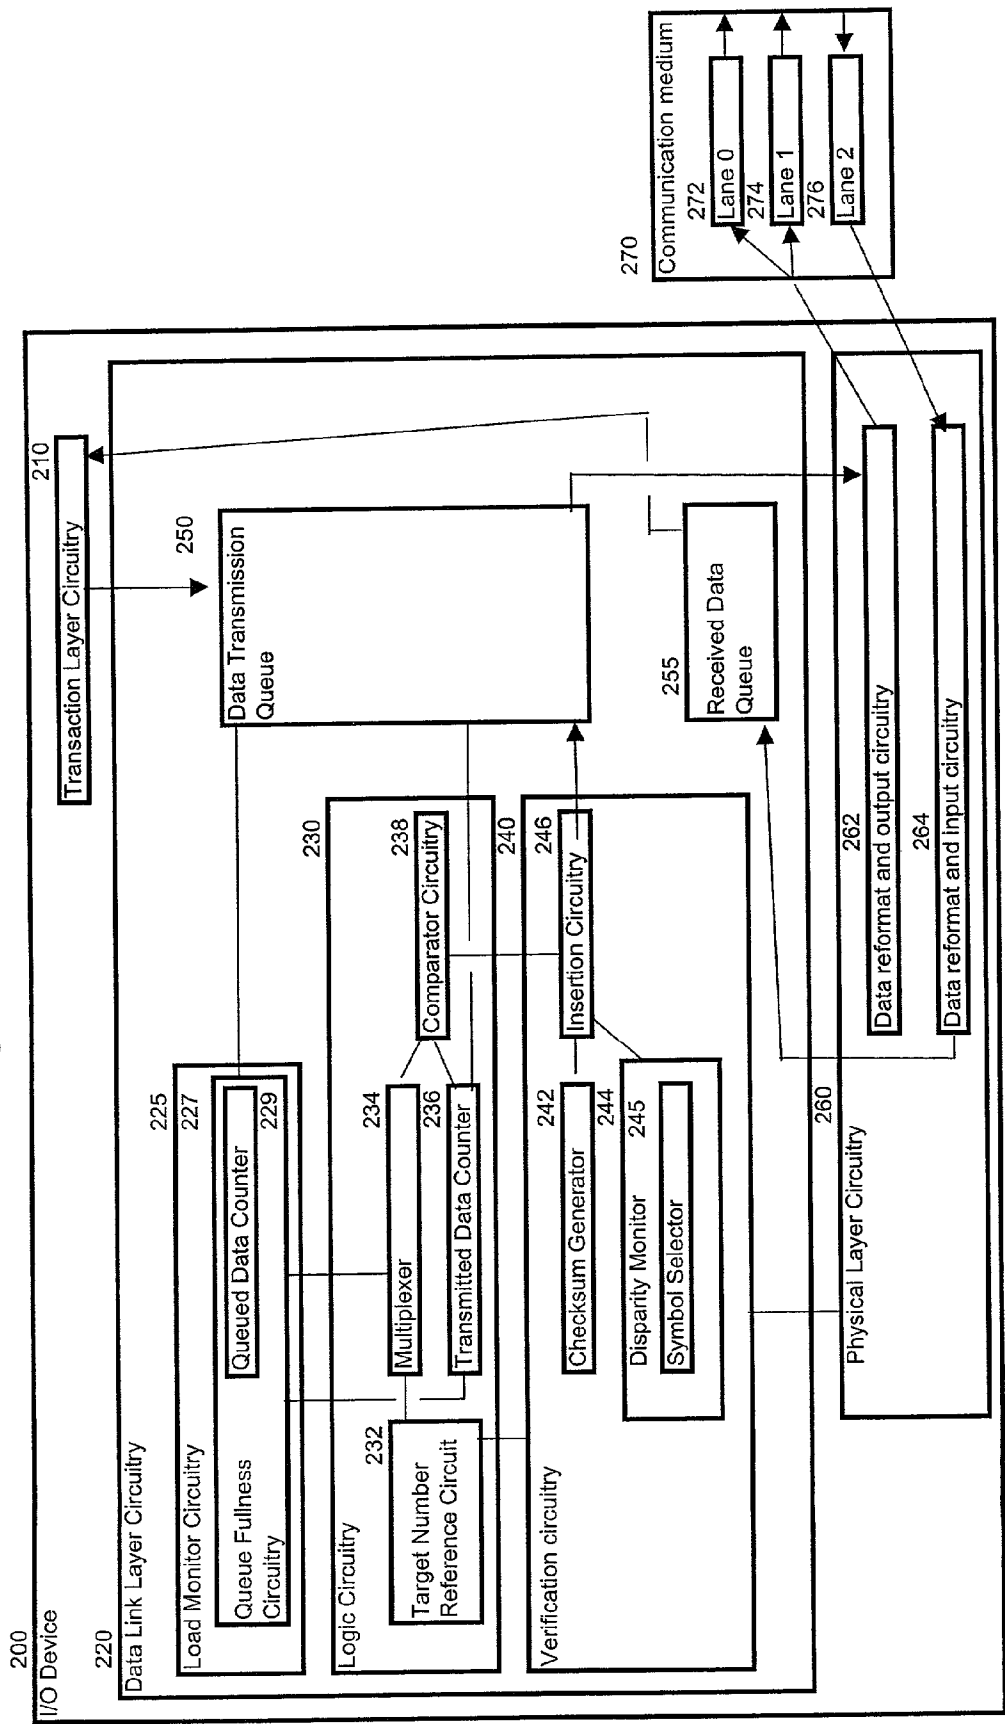 200
I/O Device
210
Transaction Layer Circuitry
220
Data Link Layer Circuitry
225
Load Monitor Circuitry
227
Queue Fullness
Circuitry
Queued Data Counter
229
250
Data Transmission
Queue
230
Logic Circuitry
232
Target Number
Reference Circuit
234
Multiplexer
236
Transmitted Data Counter
238
Comparator Circuitry
240
Verification circuitry
242
Checksum Generator
244
Disparity Monitor
245
Symbol Selector
246
Insertion Circuitry
255
Received Data
Queue
260
Physical Layer Circuitry
262
Data reformat and output circuitry
264
Data reformat and input circuitry
270
Communication medium
272
Lane 0
274
Lane 1
276
Lane 2